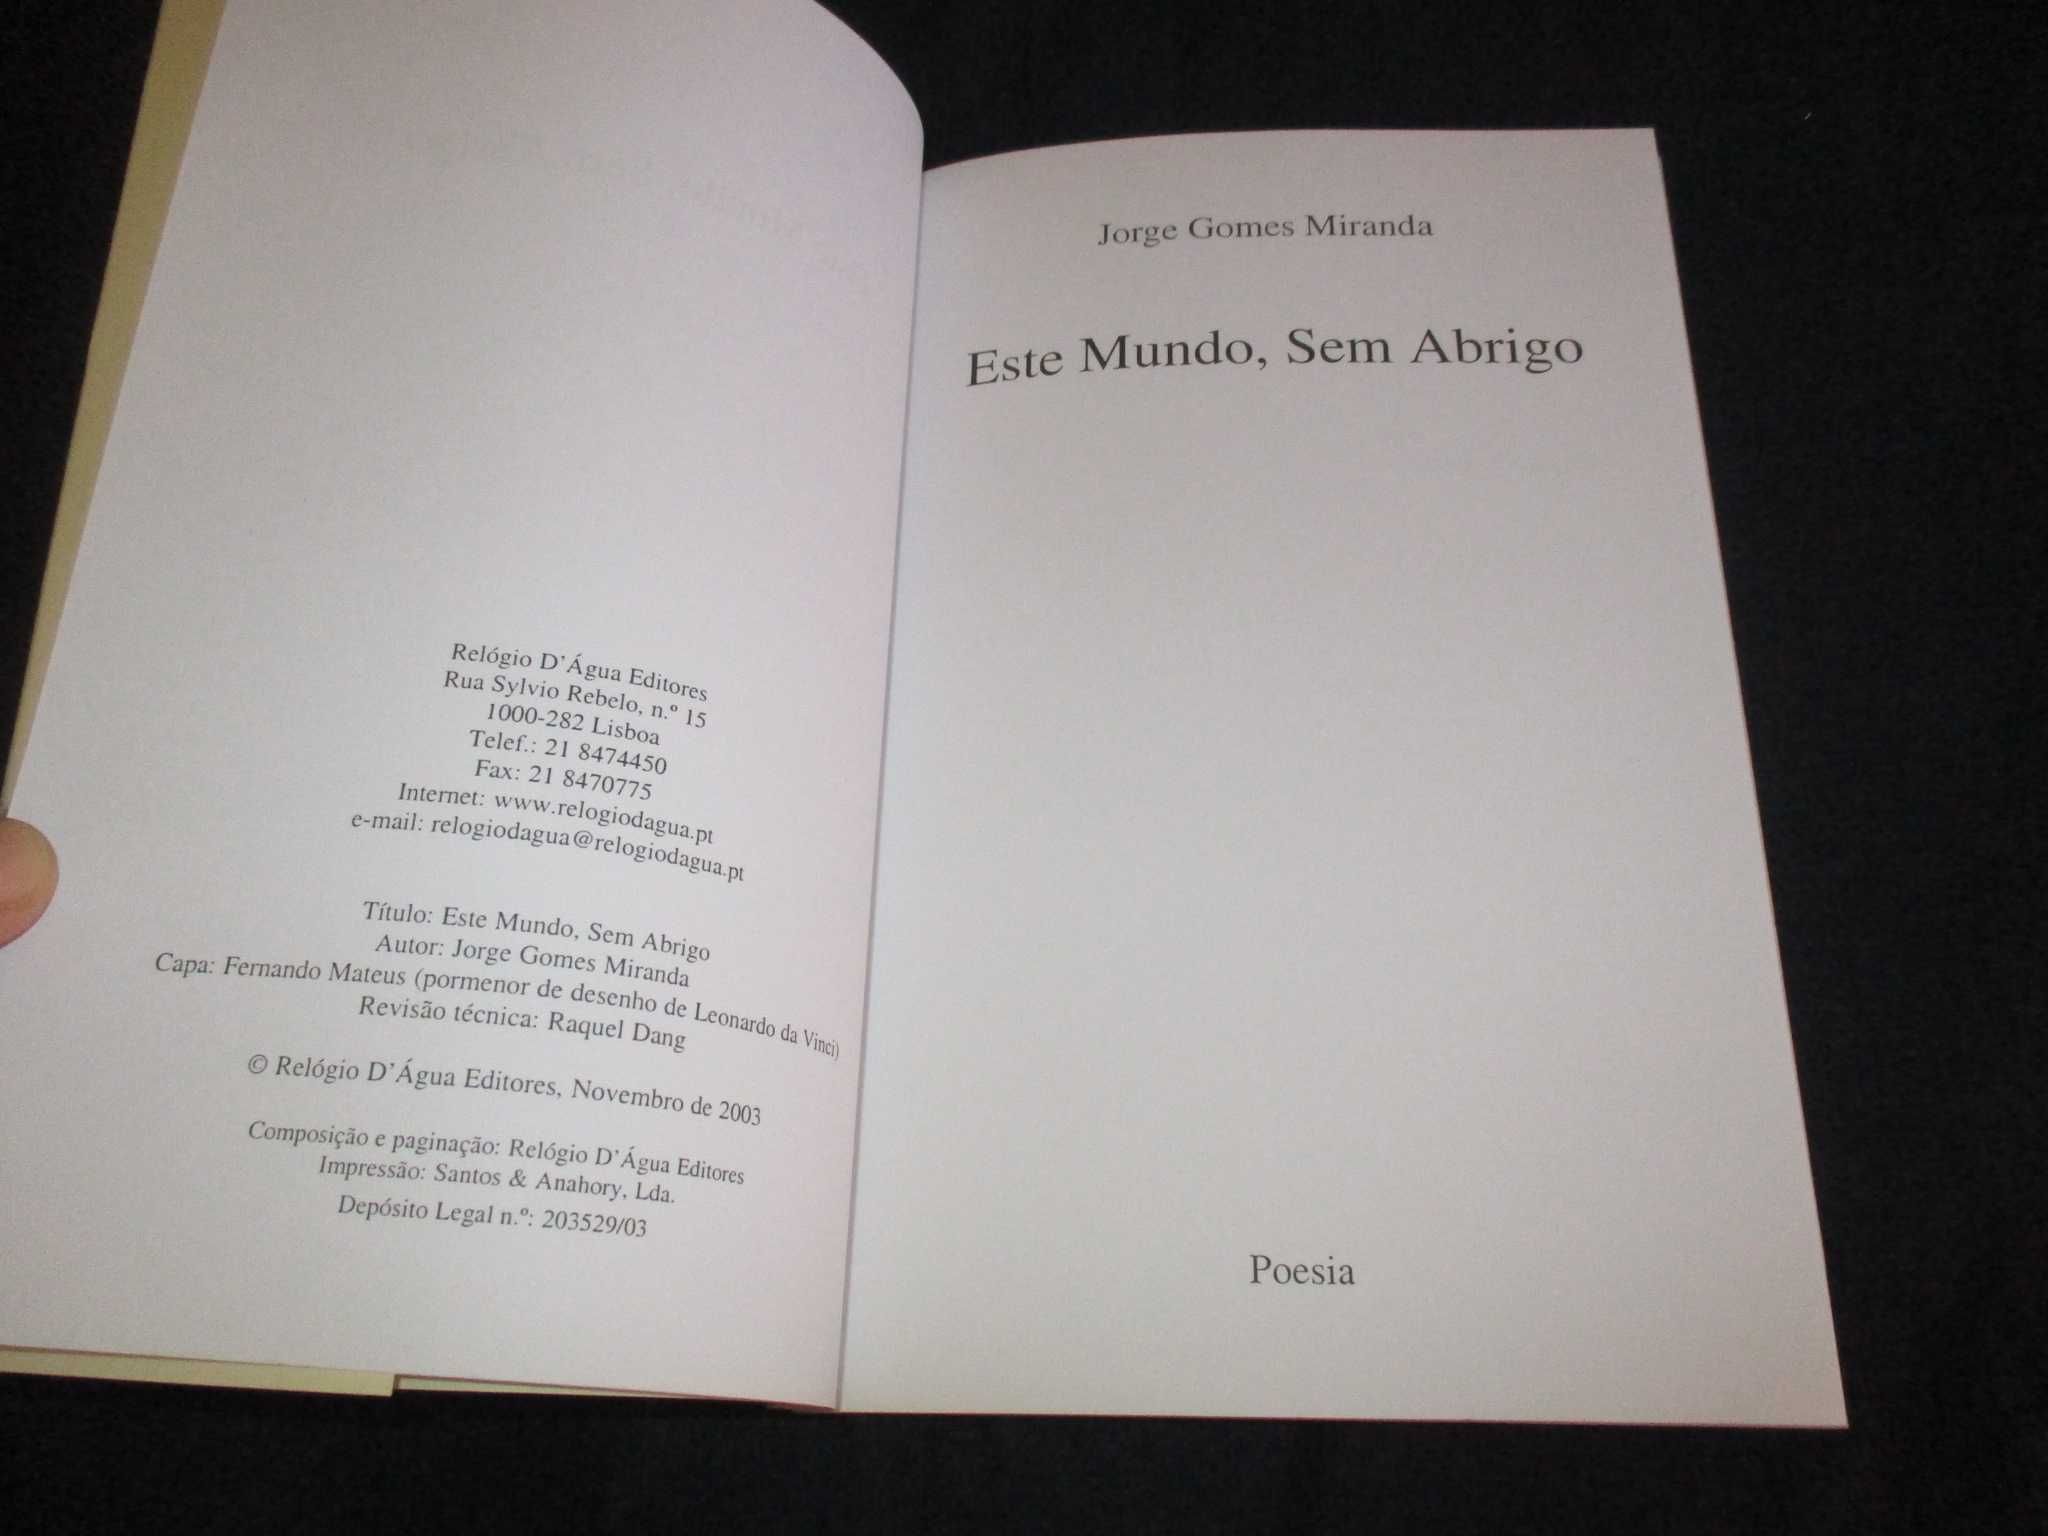 Relógio D'Água Editores
Rua Sylvio Rebelo, n.º 15
1000-282 Lisboa
Telef.: 21 8474450
Fax: 21 8470775
Internet: www.relogiodagua.pt
e-mail: relogiodagua@relogiodagua.pt
Título: Este Mundo, Sem Abrigo
Autor: Jorge Gomes Miranda
Capa: Fernando Mateus (pormenor de desenho de Leonardo da Vinci)
Revisão técnica: Raquel Dang
© Relógio D'Água Editores, Novembro de 2003
Composição e paginação: Relógio D'Água Editores
Impressão: Santos & Anahory, Lda.
Depósito Legal n.º: 203529/03
Jorge Gomes Miranda
Este Mundo, Sem Abrigo
Poesia